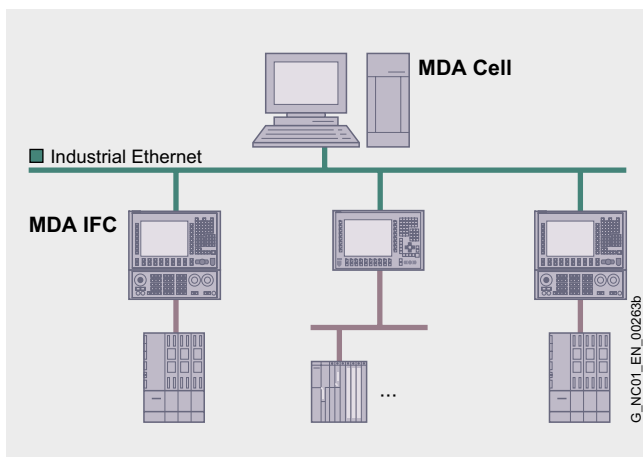 MDA Cell
Industrial Ethernet
MDA IFC
...
G_NC01_EN_00263b